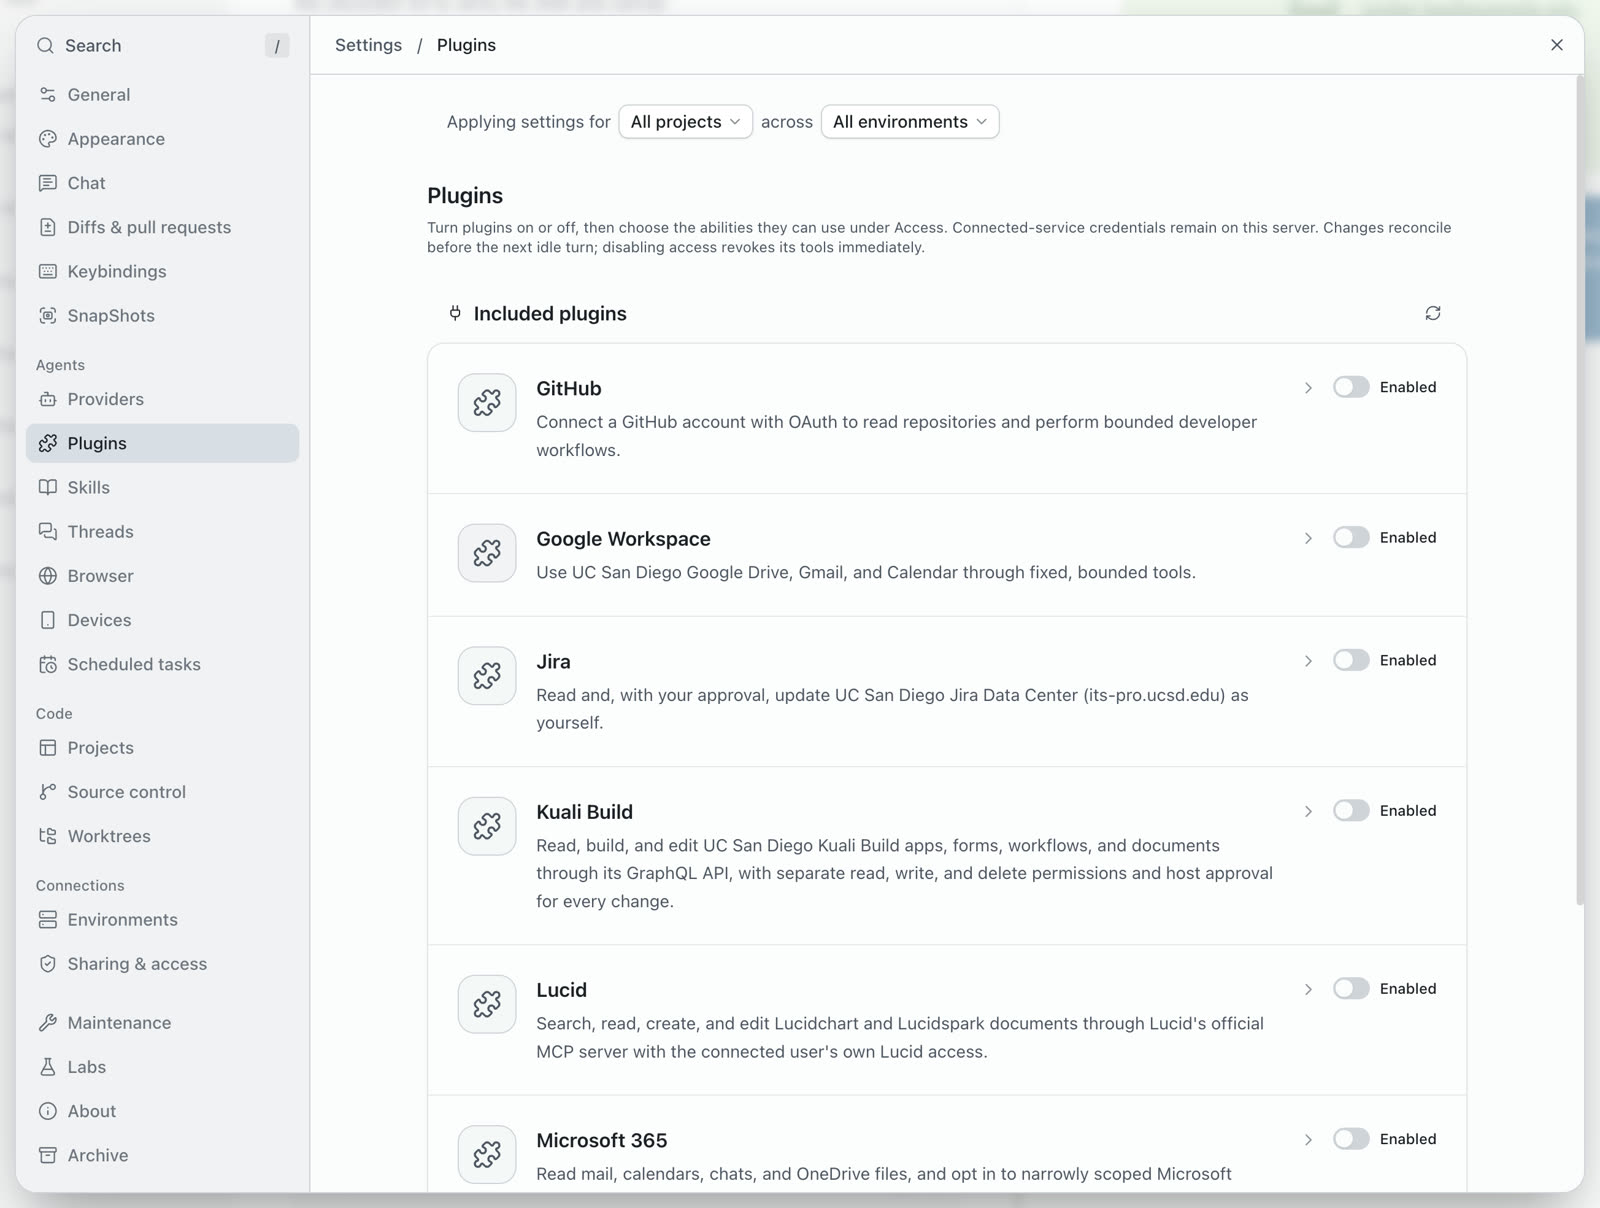 Search
/
General
Appearance
Chat
Diffs & pull requests
Keybindings
SnapShots
Agents
Providers
Plugins
Skills
Threads
Browser
Devices
Scheduled tasks
Code
Projects
Source control
Worktrees
Connections
Environments
Sharing & access
Maintenance
Labs
About
Archive
Settings / Plugins
Applying settings for All projects across All environments
Plugins
Turn plugins on or off, then choose the abilities they can use under Access. Connected-service credentials remain on this server. Changes reconcile
before the next idle turn; disabling access revokes its tools immediately.
Included plugins
GitHub
Enabled
Connect a GitHub account with OAuth to read repositories and perform bounded developer
workflows.
Google Workspace
Enabled
Use UC San Diego Google Drive, Gmail, and Calendar through fixed, bounded tools.
Jira
Enabled
Read and, with your approval, update UC San Diego Jira Data Center (its-pro.ucsd.edu) as
yourself.
Kuali Build
Enabled
Read, build, and edit UC San Diego Kuali Build apps, forms, workflows, and documents
through its GraphQL API, with separate read, write, and delete permissions and host approval
for every change.
Lucid
Enabled
Search, read, create, and edit Lucidchart and Lucidspark documents through Lucid's official
MCP server with the connected user's own Lucid access.
Microsoft 365
Enabled
Read mail, calendars, chats, and OneDrive files, and opt in to narrowly scoped Microsoft